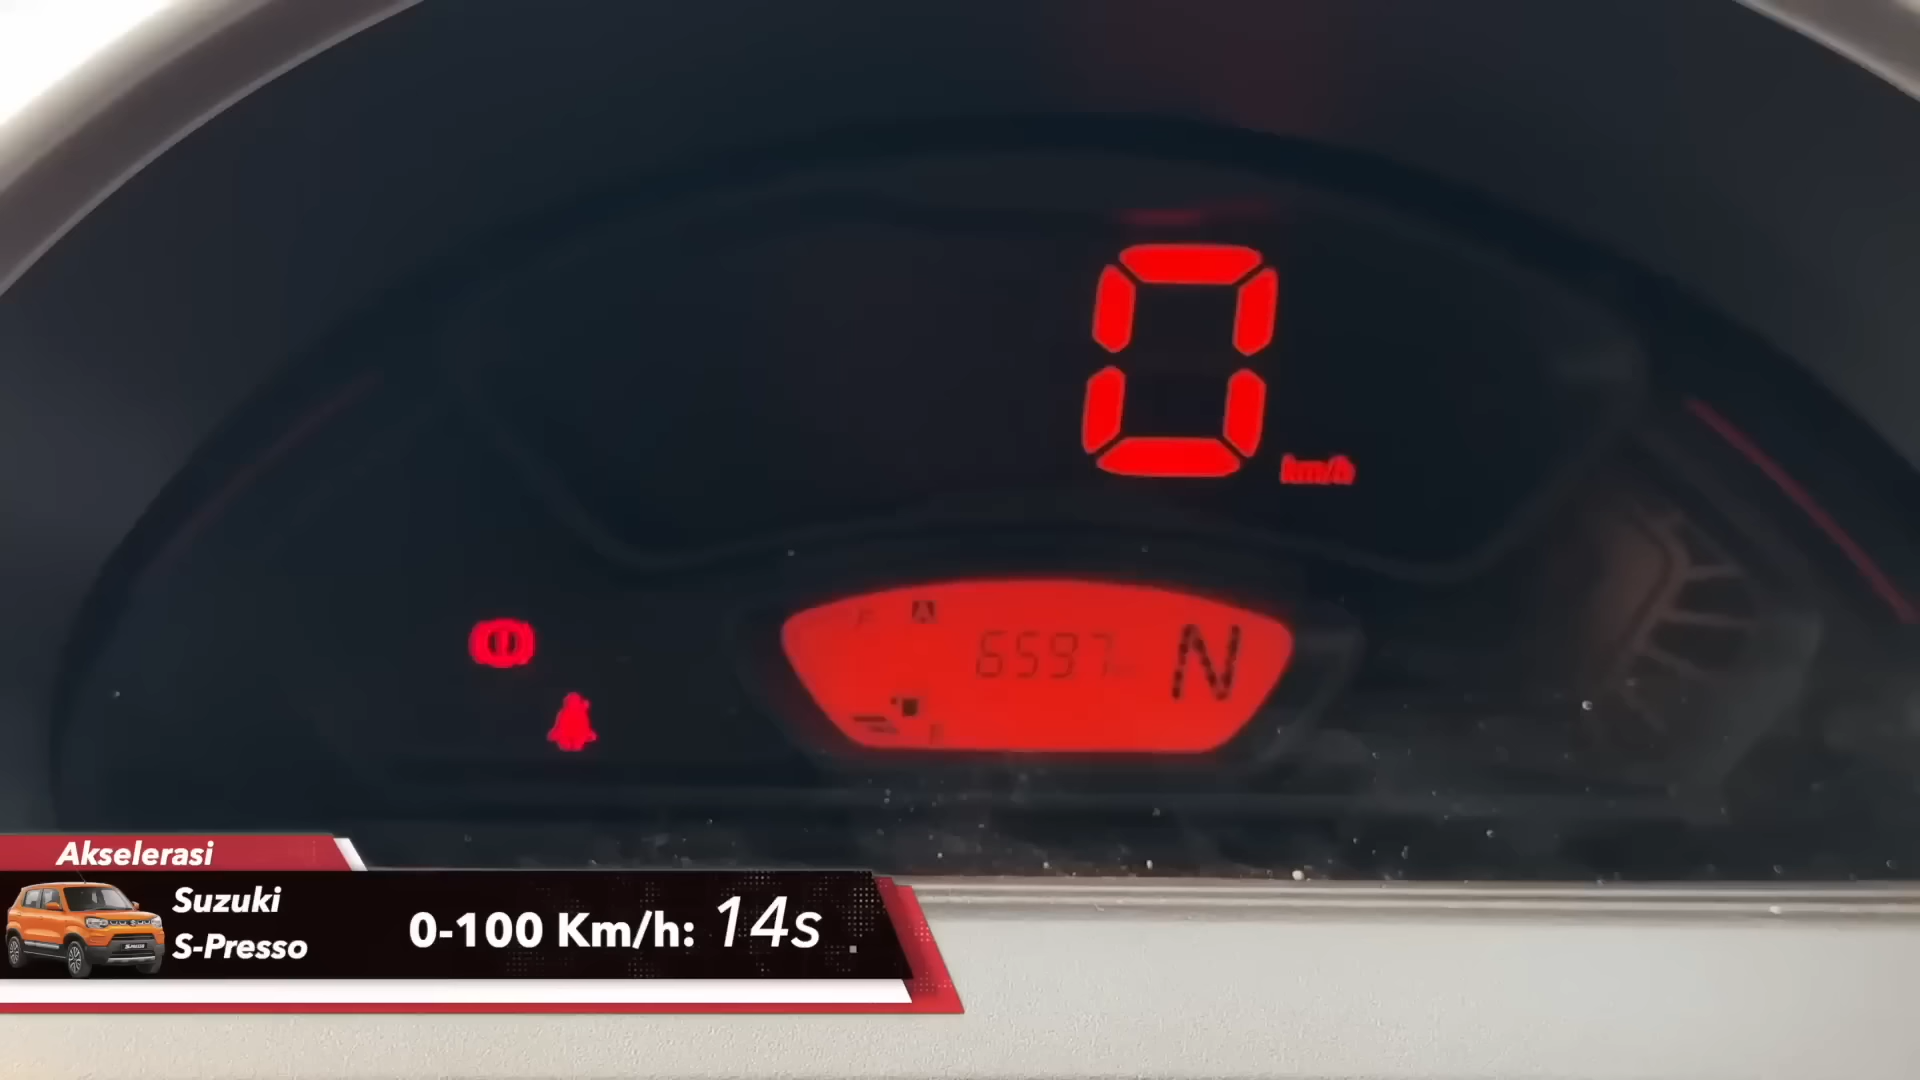 0
km/h
F
A
6597
N
E
Akselerasi
Suzuki
S-Presso
0-100 Km/h: 14s